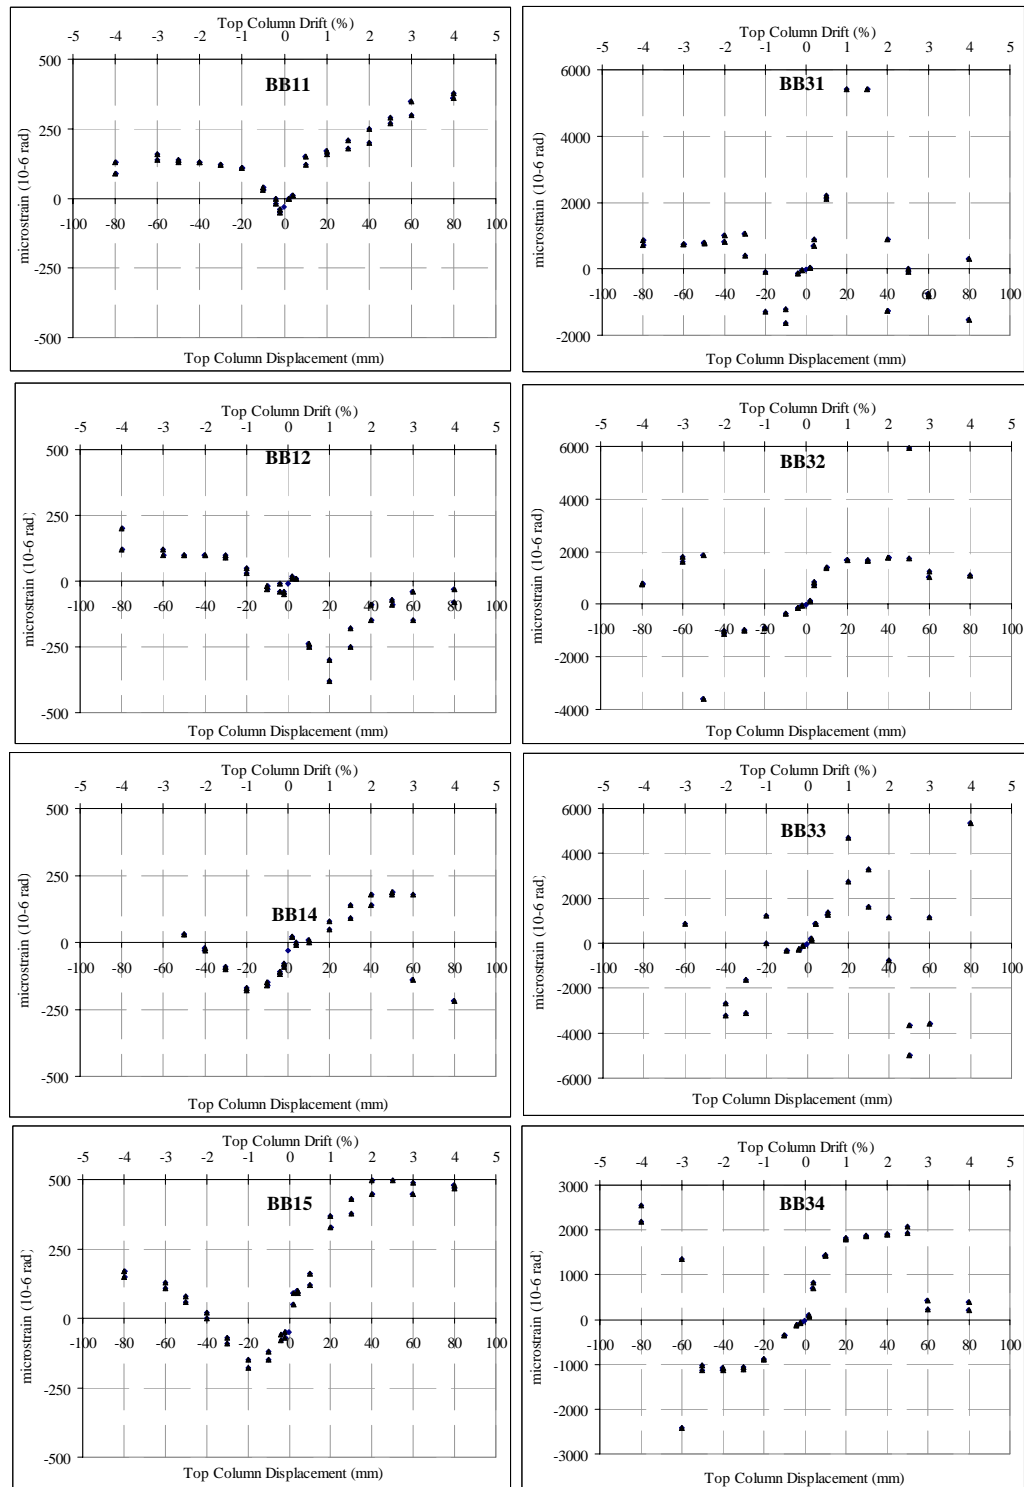 Top Column Drift (%)
-5 -4 -3 -2 -1 0 1 2 3 4 5
500
BB11
250
0
-100 -80 -60 -40 -20 0 20 40 60 80 100
-250
-500
microstrain (10-6 rad)
Top Column Displacement (mm)
Top Column Drift (%)
-5 -4 -3 -2 -1 0 1 2 3 4 5
6000
BB31
4000
2000
0
-100 -80 -60 -40 -20 0 20 40 60 80 100
-2000
microstrain (10-6 rad)
Top Column Displacement (mm)
Top Column Drift (%)
-5 -4 -3 -2 -1 0 1 2 3 4 5
500
BB12
250
0
-100 -80 -60 -40 -20 0 20 40 60 80 100
-250
-500
microstrain (10-6 rad)
Top Column Displacement (mm)
Top Column Drift (%)
-5 -4 -3 -2 -1 0 1 2 3 4 5
6000
BB32
4000
2000
0
-100 -80 -60 -40 -20 0 20 40 60 80 100
-2000
-4000
microstrain (10-6 rad)
Top Column Displacement (mm)
Top Column Drift (%)
-5 -4 -3 -2 -1 0 1 2 3 4 5
500
250
BB14
0
-100 -80 -60 -40 -20 0 20 40 60 80 100
-250
-500
microstrain (10-6 rad)
Top Column Displacement (mm)
Top Column Drift (%)
-5 -4 -3 -2 -1 0 1 2 3 4 5
6000
BB33
4000
2000
0
-100 -80 -60 -40 -20 0 20 40 60 80 100
-2000
-4000
-6000
microstrain (10-6 rad)
Top Column Displacement (mm)
Top Column Drift (%)
-5 -4 -3 -2 -1 0 1 2 3 4 5
500
BB15
250
0
-100 -80 -60 -40 -20 0 20 40 60 80 100
-250
-500
microstrain (10-6 rad)
Top Column Displacement (mm)
Top Column Drift (%)
-5 -4 -3 -2 -1 0 1 2 3 4 5
3000
BB34
2000
1000
0
-100 -80 -60 -40 -20 0 20 40 60 80 100
-1000
-2000
-3000
microstrain (10-6 rad)
Top Column Displacement (mm)